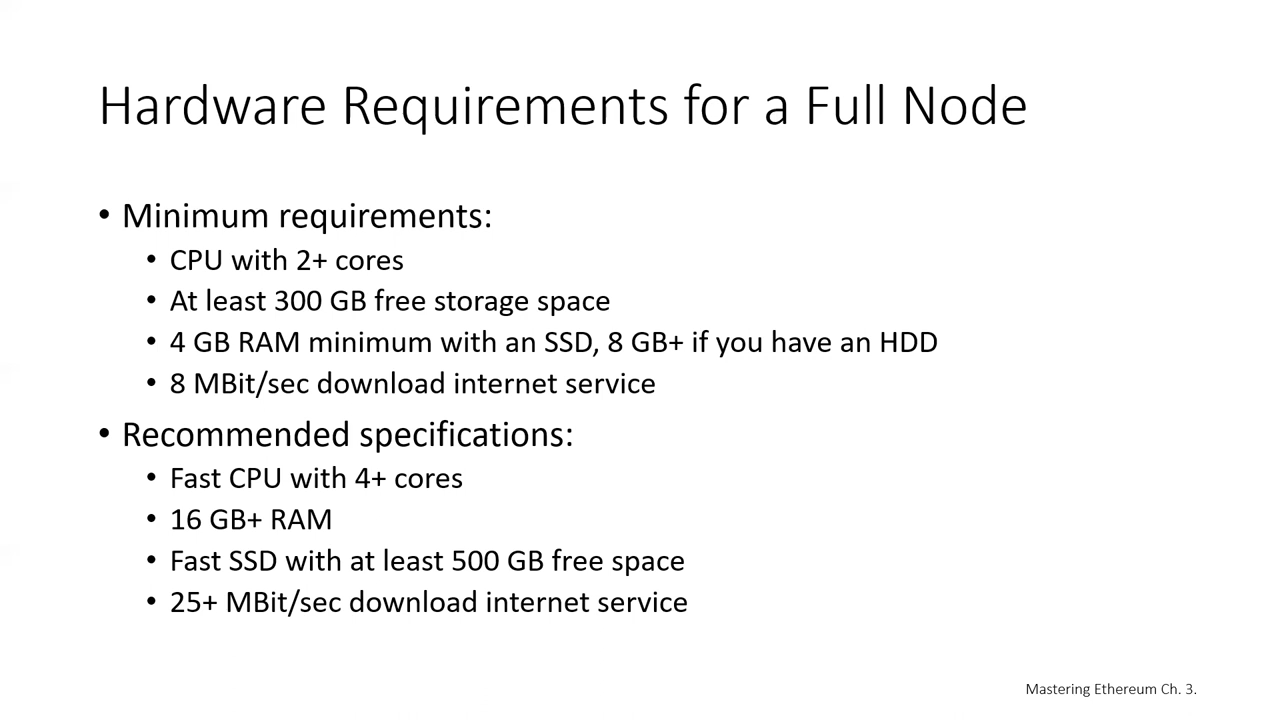 Hardware Requirements for a Full Node
• Minimum requirements:
• CPU with 2+ cores
• At least 300 GB free storage space
• 4 GB RAM minimum with an SSD, 8 GB+ if you have an HDD
• 8 MBit/sec download internet service
• Recommended specifications:
• Fast CPU with 4+ cores
• 16 GB+ RAM
• Fast SSD with at least 500 GB free space
• 25+ MBit/sec download internet service
Mastering Ethereum Ch. 3.